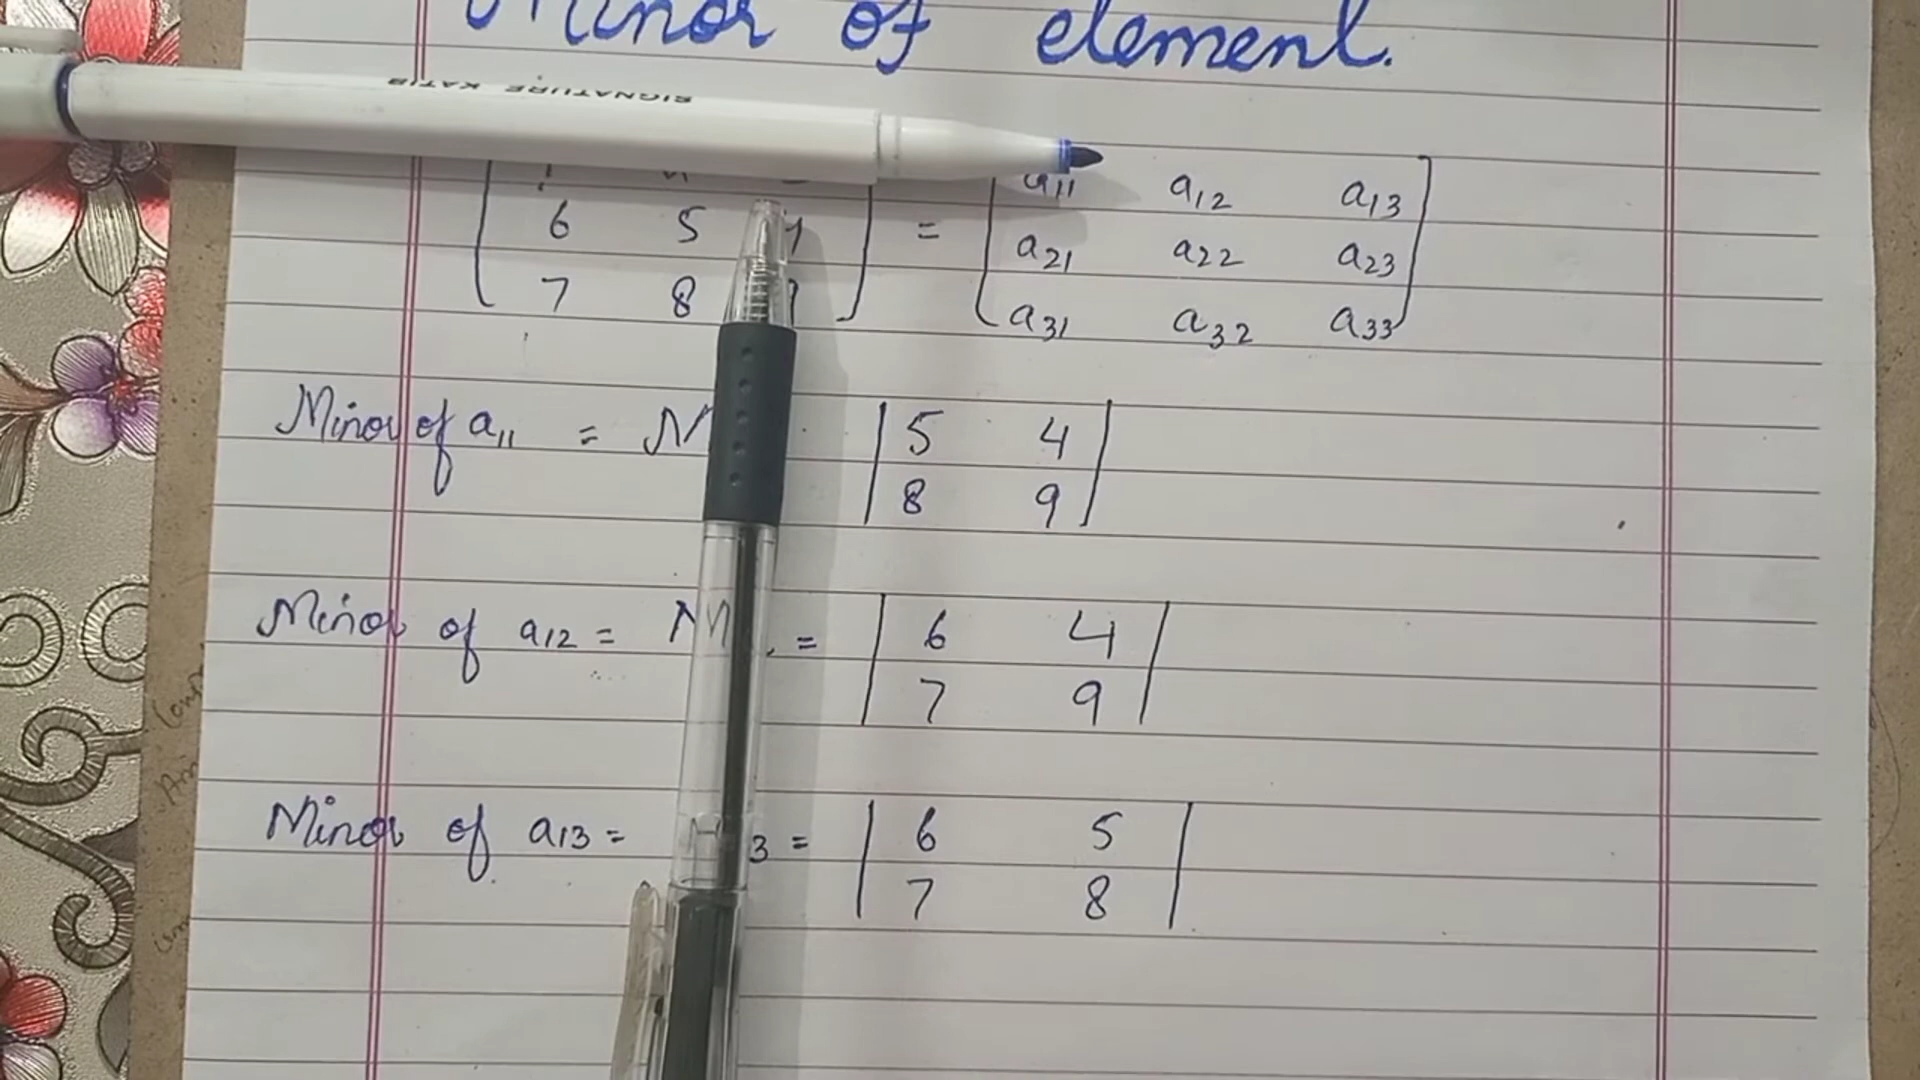 Minor of element.
SIGNATURE KATIB
6 5 = a11 a12 a13
7 8 a21 a22 a23
a31 a32 a33
Minor of a11 = | 5 4 |
| 8 9 |
Minor of a12 = M = | 6 4 |
| 7 9 |
Minor of a13 = M 3 = | 6 5 |
| 7 8 |